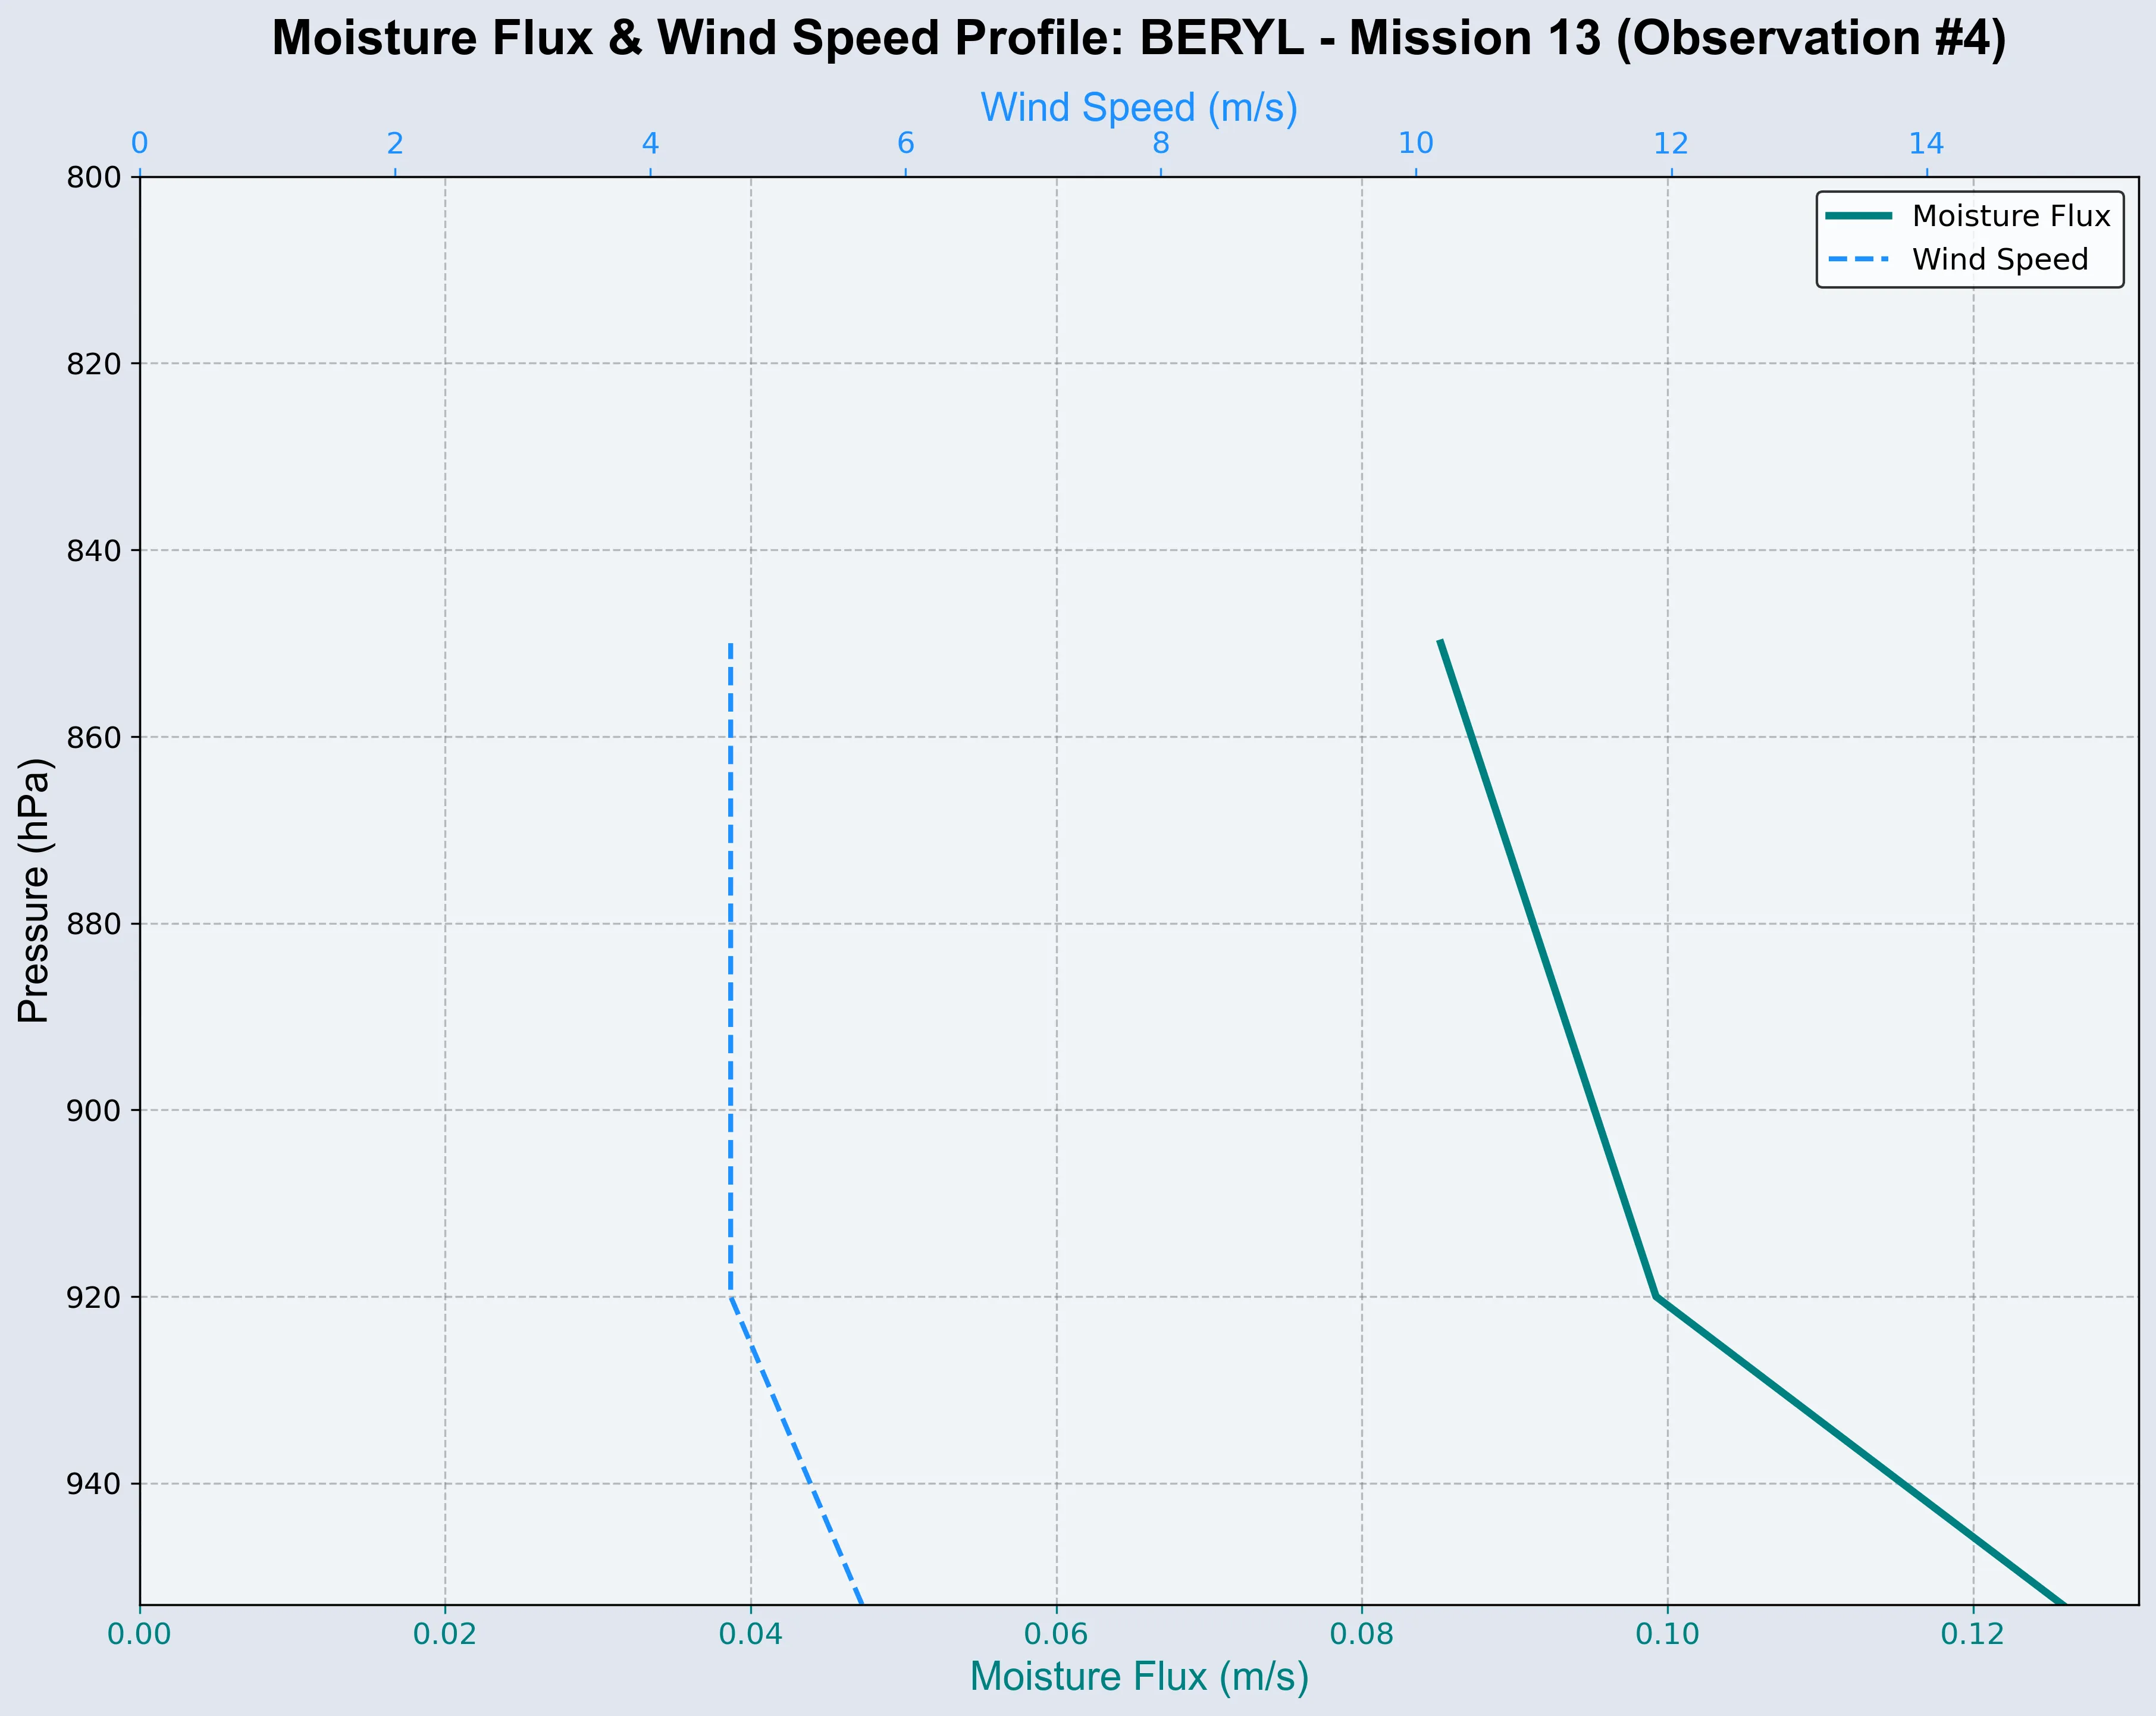 Moisture Flux & Wind Speed Profile: BERYL - Mission 13 (Observation #4)
Wind Speed (m/s)
0 2 4 6 8 10 12 14
Moisture Flux
Wind Speed
800
820
840
860
880
900
920
940
Pressure (hPa)
0.00 0.02 0.04 0.06 0.08 0.10 0.12
Moisture Flux (m/s)